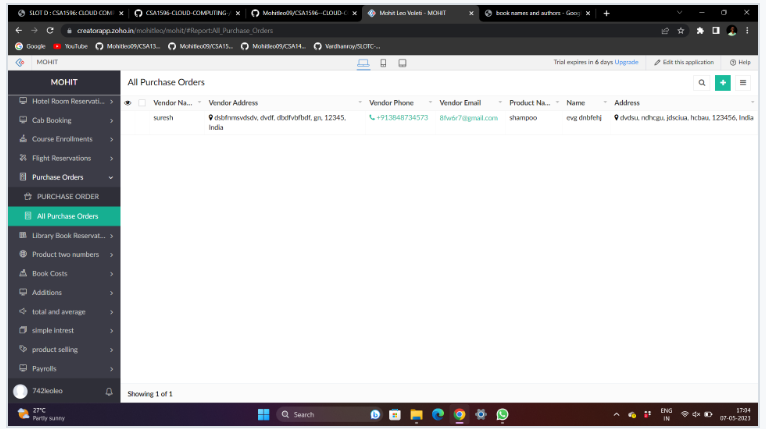 SLOT D : CSA1596: CLOUD COM
CSA1596-CLOUD-COMPUTING /
Mohitleo09/CSA1596--CLOUD-C
Mohit Leo Voleti - MOHIT
book names and authors - Goog
creatorapp.zoho.in/mohitleo/mohit/#Report:All_Purchase_Orders
Google
YouTube
Mohitleo09/CSA13...
Mohitleo09/CSA15...
Mohitleo09/CSA14...
Vardhanroy/SLOTC-...
MOHIT
Trial expires in 6 days Upgrade
Edit this application
Help
MOHIT
All Purchase Orders
Hotel Room Reservati...
Cab Booking
Course Enrollments
Flight Reservations
Purchase Orders
PURCHASE ORDER
All Purchase Orders
Library Book Reservat...
Product two numbers
Book Costs
Additions
total and average
simple intrest
product selling
Payrolls
742leoleo
Vendor Na... Vendor Address Vendor Phone Vendor Email Product Na... Name Address
suresh dsbfnmsvdsdv, dvdf, dbdfvbfbdf, gn, 12345, +913848734573 8fw6r7@gmail.com shampoo evg dnbfehj dvdsu, ndhcgu, jdsciua, hcbau, 123456, India
India
Showing 1 of 1
27°C
Partly sunny
Search
ENG
IN
17:04
07-05-2023